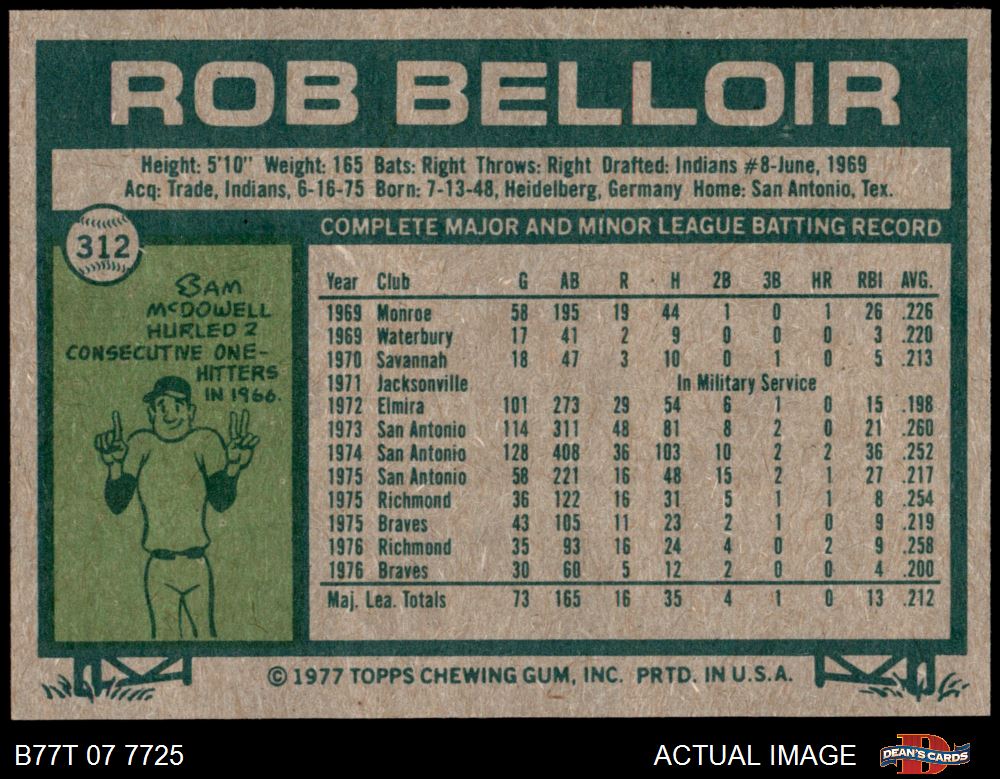 ROB BELLOIR
Height: 5'10" Weight: 165 Bats: Right Throws: Right Drafted: Indians #8-June, 1969
Acq: Trade, Indians, 6-16-75 Born: 7-13-48, Heidelberg, Germany Home: San Antonio, Tex.
312
COMPLETE MAJOR AND MINOR LEAGUE BATTING RECORD
SAM
McDOWELL
HURLED 2
CONSECUTIVE ONE-
HITTERS
IN 1966.
Year Club G AB R H 2B 3B HR RBI AVG.
1969 Monroe 58 195 19 44 1 0 1 26 .226
1969 Waterbury 17 41 2 9 0 0 0 3 .220
1970 Savannah 18 47 3 10 0 1 0 5 .213
1971 Jacksonville In Military Service
1972 Elmira 101 273 29 54 6 1 0 15 .198
1973 San Antonio 114 311 48 81 8 2 0 21 .260
1974 San Antonio 128 408 36 103 10 2 2 36 .252
1975 San Antonio 58 221 16 48 15 2 1 27 .217
1975 Richmond 36 122 16 31 5 1 1 8 .254
1975 Braves 43 105 11 23 2 1 0 9 .219
1976 Richmond 35 93 16 24 4 0 2 9 .258
1976 Braves 30 60 5 12 2 0 0 4 .200
Maj. Lea. Totals 73 165 16 35 4 1 0 13 .212
© 1977 TOPPS CHEWING GUM, INC. PRTD. IN U.S.A.
B77T 07 7725
ACTUAL IMAGE
DEAN'S CARDS